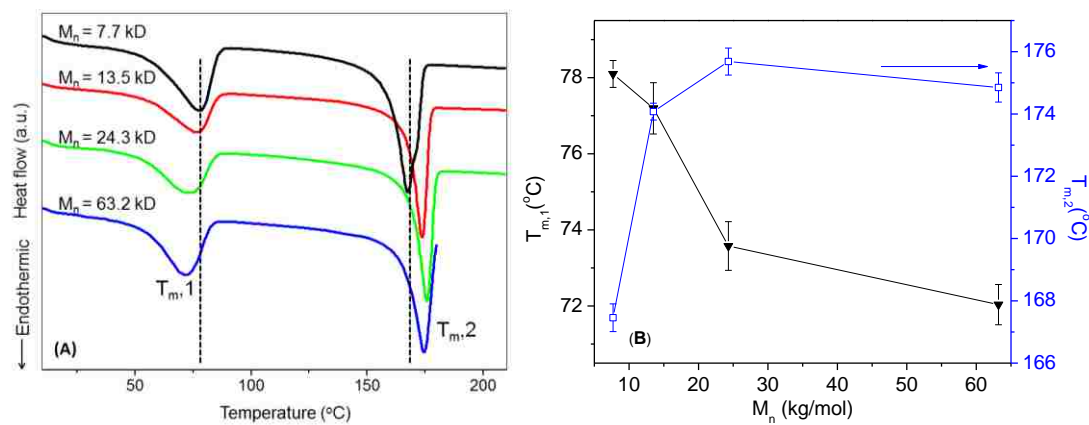 Mn = 7.7 kD
Mn = 13.5 kD
Mn = 24.3 kD
Mn = 63.2 kD
Tm,1
Tm,2
(A)
← Endothermic Heat flow (a.u.)
50 100 150 200
Temperature (°C)
78
76
74
72
Tm,1(°C)
(B)
176
174
172
170
168
166
Tm,2(°C)
10 20 30 40 50 60
Mn (kg/mol)